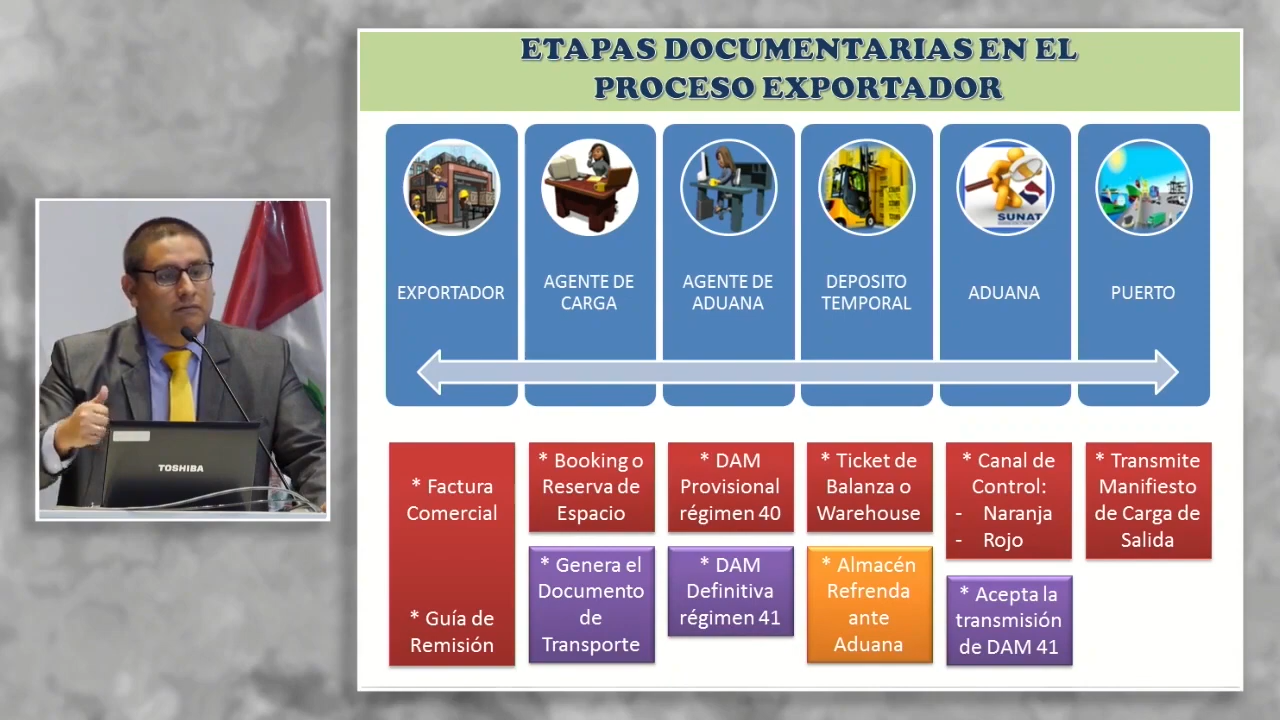 ETAPAS DOCUMENTARIAS EN EL
PROCESO EXPORTADOR
SUNAT
EXPORTADOR
AGENTE DE
CARGA
AGENTE DE
ADUANA
DEPOSITO
TEMPORAL
ADUANA
PUERTO
TOSHIBA
* Factura
Comercial
* Guía de
Remisión
* Booking o
Reserva de
Espacio
* Genera el
Documento
de
Transporte
* DAM
Provisional
régimen 40
* DAM
Definitiva
régimen 41
* Ticket de
Balanza o
Warehouse
* Almacén
Refrenda
ante
Aduana
* Canal de
Control:
- Naranja
- Rojo
* Acepta la
transmisión
de DAM 41
* Transmite
Manifiesto
de Carga de
Salida